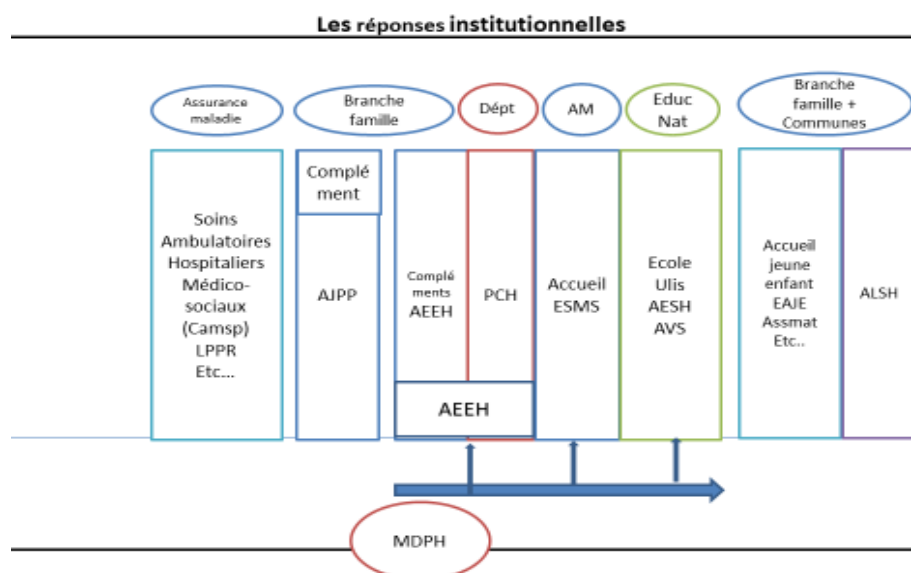 Les réponses institutionnelles
Assurance
maladie
Branche
famille
Dépt
AM
Educ
Nat
Branche
famille +
Communes
Soins
Ambulatoires
Hospitaliers
Médico-
sociaux
(Camsp)
LPPR
Etc...
Complé
ment
AJPP
Complé
ments
AEEH
PCH
AEEH
Accueil
ESMS
Ecole
Ulis
AESH
AVS
Accueil
jeune
enfant
EAJE
Assmat
Etc..
ALSH
MDPH